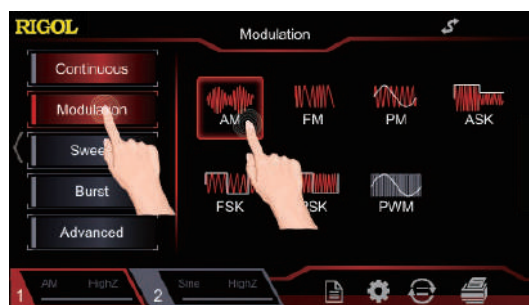 RIGOL
Modulation
Continuous
Modulation
Burst
Advanced
AM
FM
PM
ASK
FSK
PWM
1
AM
HighZ
2
Sine
HighZ